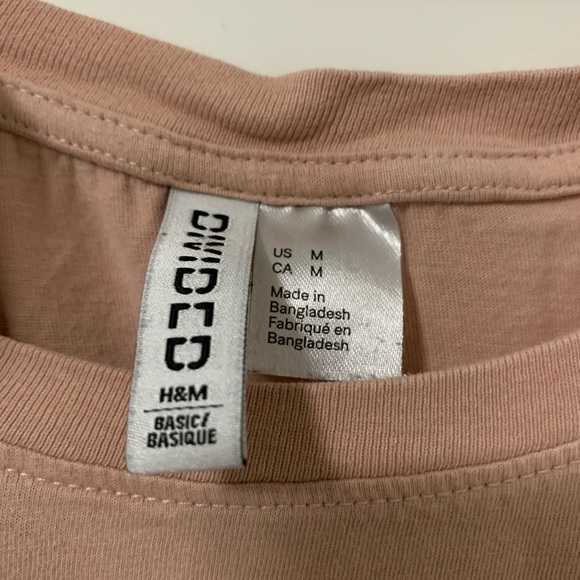 DIVIDED
H&M
BASIC/
BASIQUE
US M
CA M
Made in
Bangladesh
Fabriqué en
Bangladesh